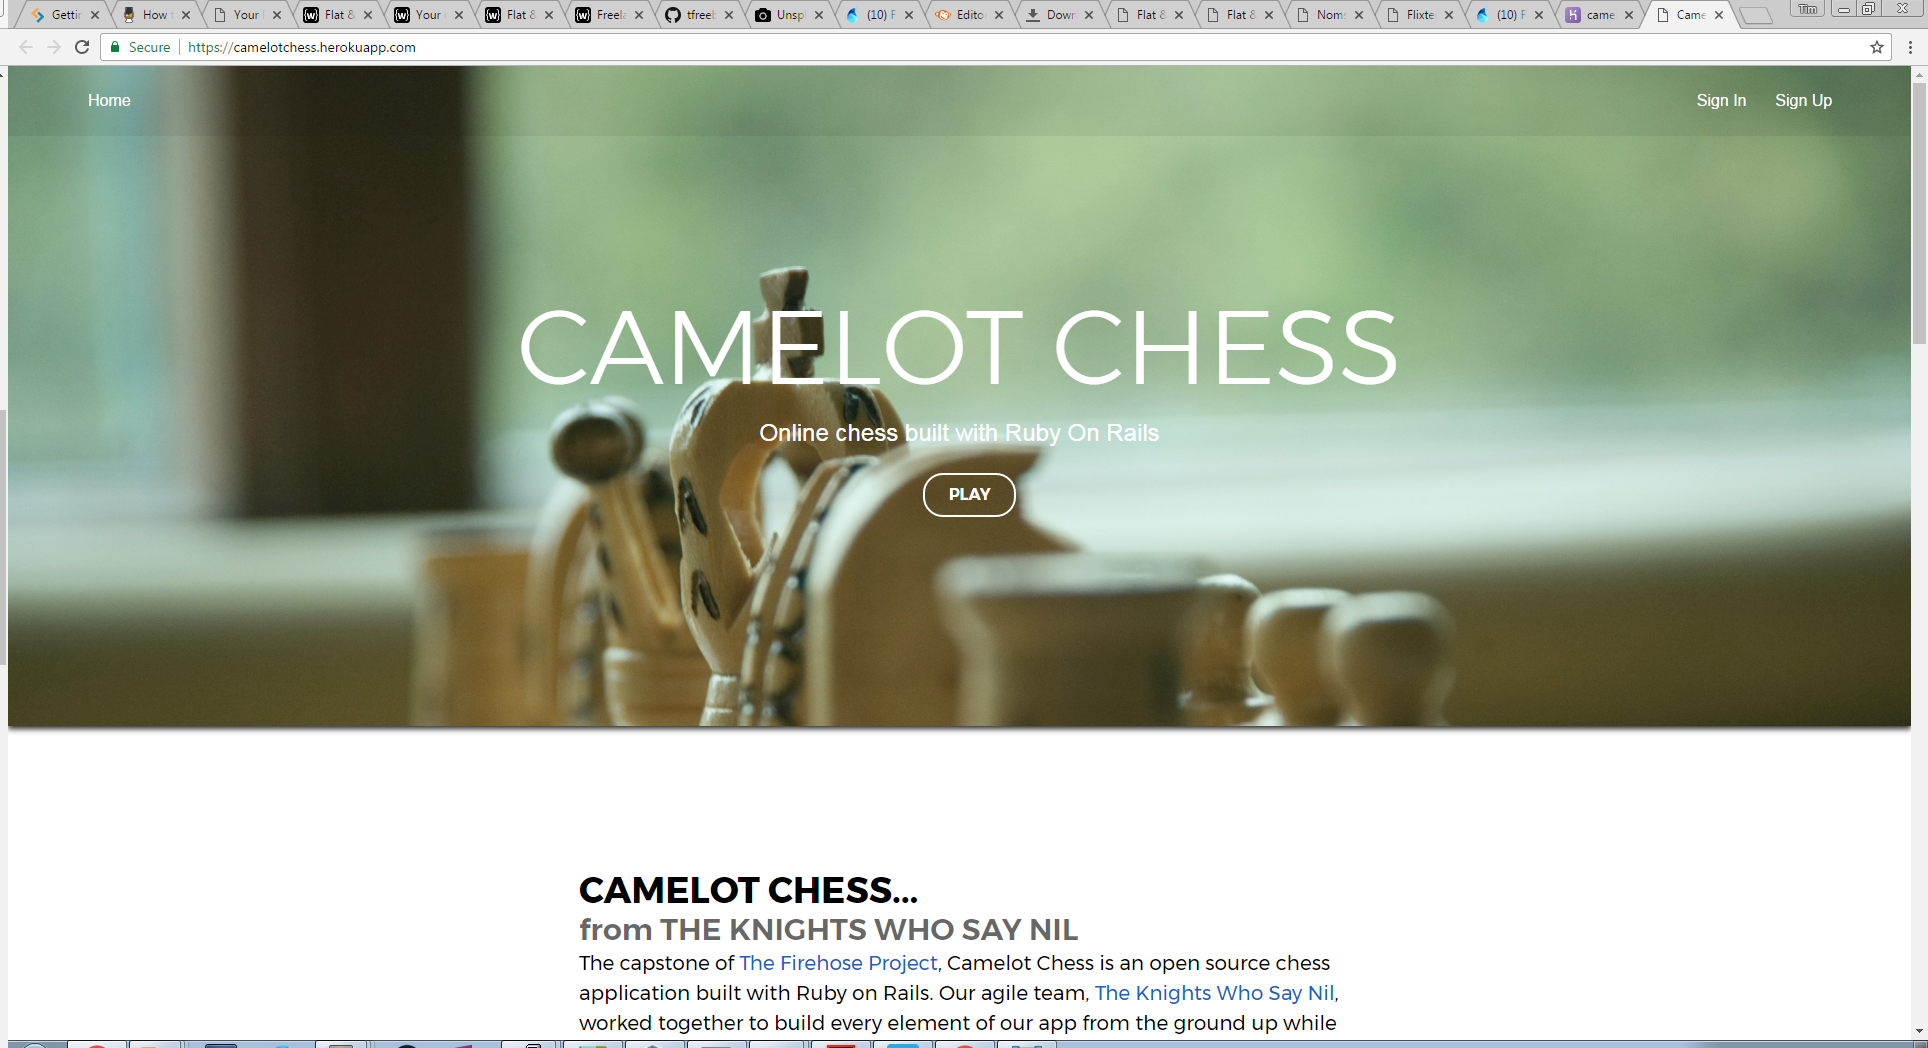 Gettin
How t
Your
Flat &
Your
Flat &
Freela
tfreeb
Unsp
(10) F
Edito
Down
Flat &
Flat &
Noms
Flixte
(10) F
came
Came
Tim
Secure
https://camelotchess.herokuapp.com
Home
Sign In
Sign Up
CAMELOT CHESS
Online chess built with Ruby On Rails
PLAY
CAMELOT CHESS...
from THE KNIGHTS WHO SAY NIL
The capstone of The Firehose Project, Camelot Chess is an open source chess
application built with Ruby on Rails. Our agile team, The Knights Who Say Nil,
worked together to build every element of our app from the ground up while